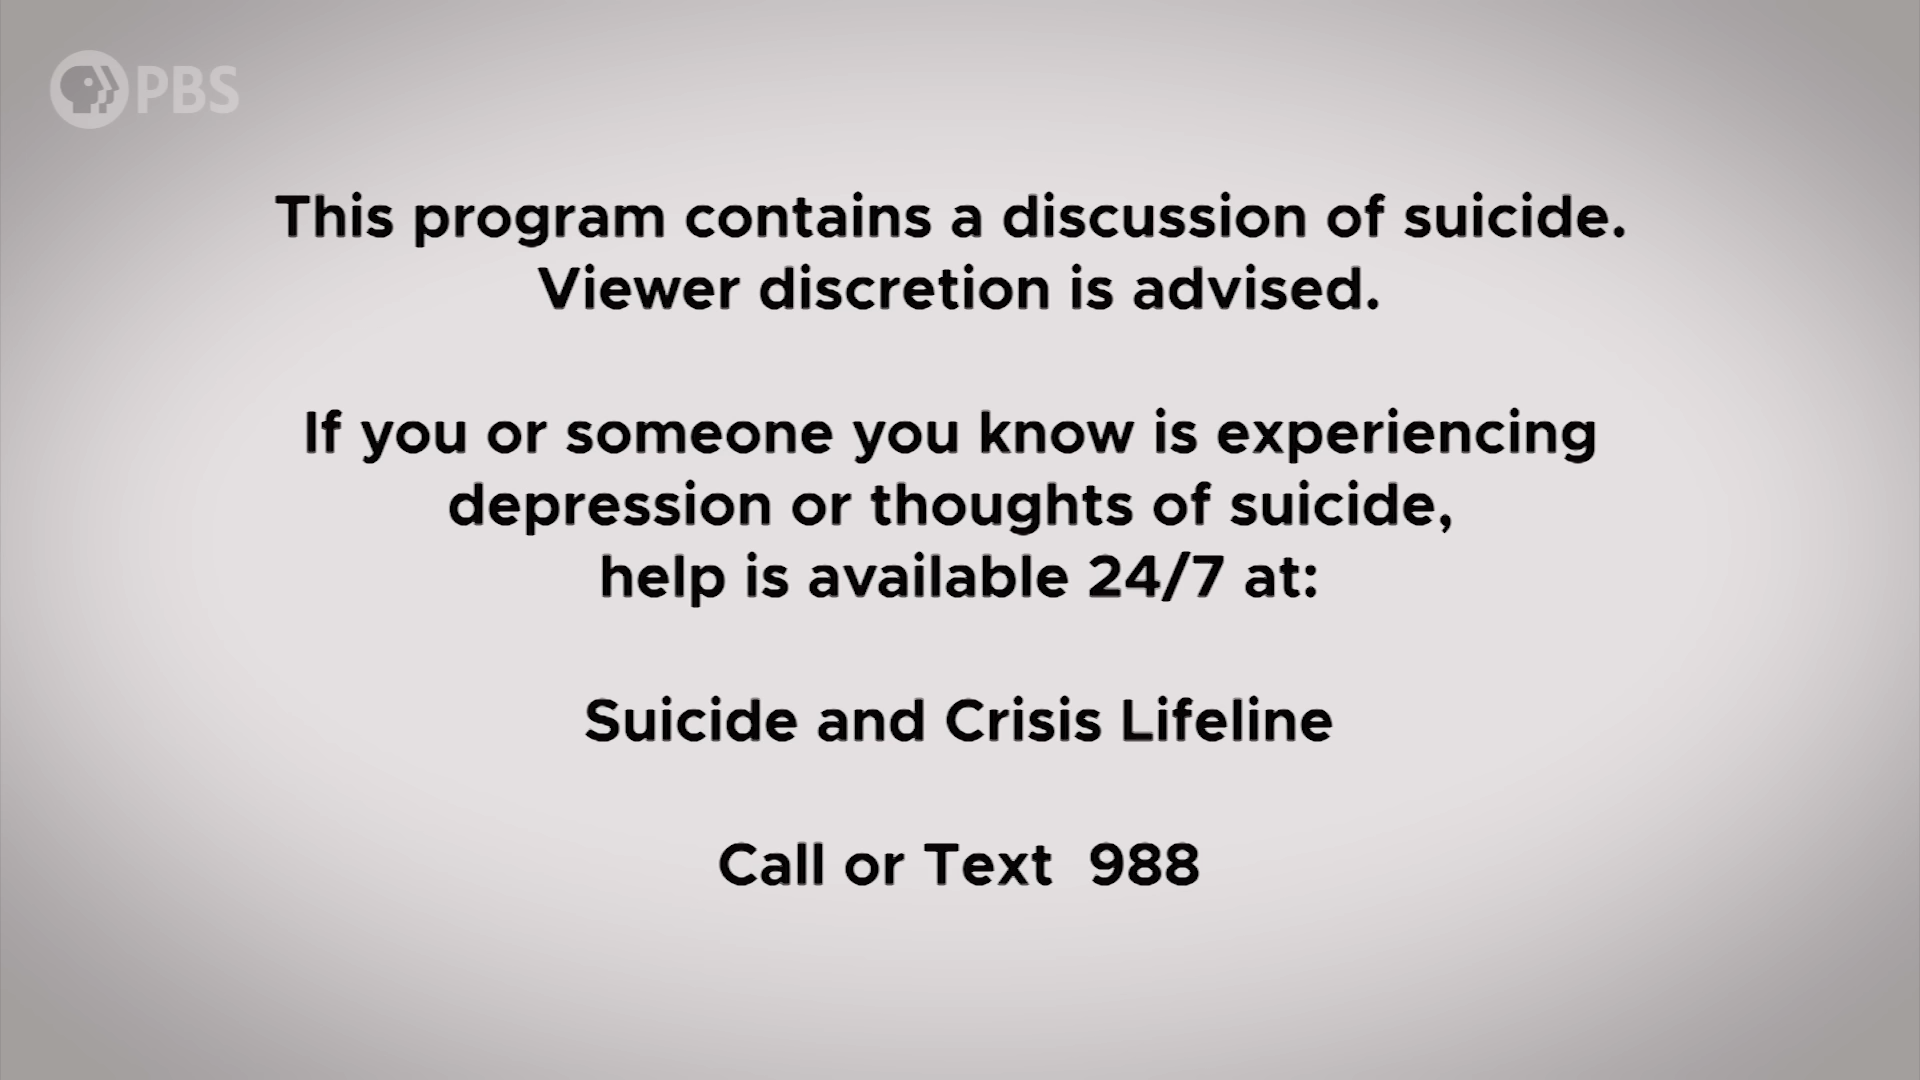 PBS
This program contains a discussion of suicide.
Viewer discretion is advised.
If you or someone you know is experiencing
depression or thoughts of suicide,
help is available 24/7 at:
Suicide and Crisis Lifeline
Call or Text 988